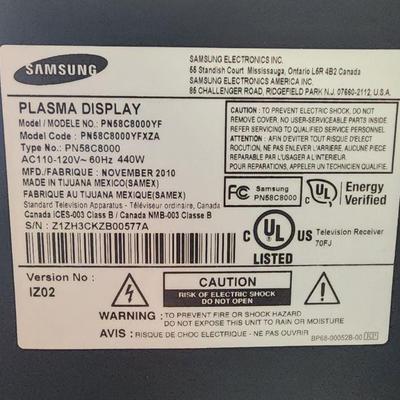 SAMSUNG
SAMSUNG ELECTRONICS INC.
55 Standish Court Mississauga, Ontario L5R 4B2 Canada
SAMSUNG ELECTRONICS AMERICA INC.
85 CHALLENGER ROAD, RIDGEFIELD PARK N.J, 07660-2112, U.S.A.
PLASMA DISPLAY
Model / MODELE NO.: PN58C8000YF
Model Code : PN58C8000YFXZA
Type No.: PN58C8000
AC110-120V~ 60Hz 440W
MFD./FABRIQUE : NOVEMBER 2010
MADE IN TIJUANA MEXICO(ZA)
FABRIQUE AU TIJUANA MEXIQUE(ZA)
Standard Television Apparatus - Téléviseur ordinaire, Canada
Canada ICES-003 Class B / Canada NMB-003 Classe B
S/N : Z1ZH3CKZB00577A
CAUTION : TO PREVENT ELECTRIC SHOCK, DO NOT
REMOVE COVER. NO USER-SERVICEABLE PARTS
INSIDE. REFER SERVICING TO QUALIFIED
SERVICE PERSONNEL.
FC Samsung
PN58C8000
UL Energy
Verified
C UL US
LISTED
Television Receiver
70FJ
Version No :
IZ02
CAUTION
RISK OF ELECTRIC SHOCK
DO NOT OPEN
WARNING : TO PREVENT FIRE OR SHOCK HAZARD
DO NOT EXPOSE TO RAIN OR MOISTURE
AVIS : RISQUE DE CHOC ELECTRIQUE - NE PAS OUVRIR
BP68-00052B-00